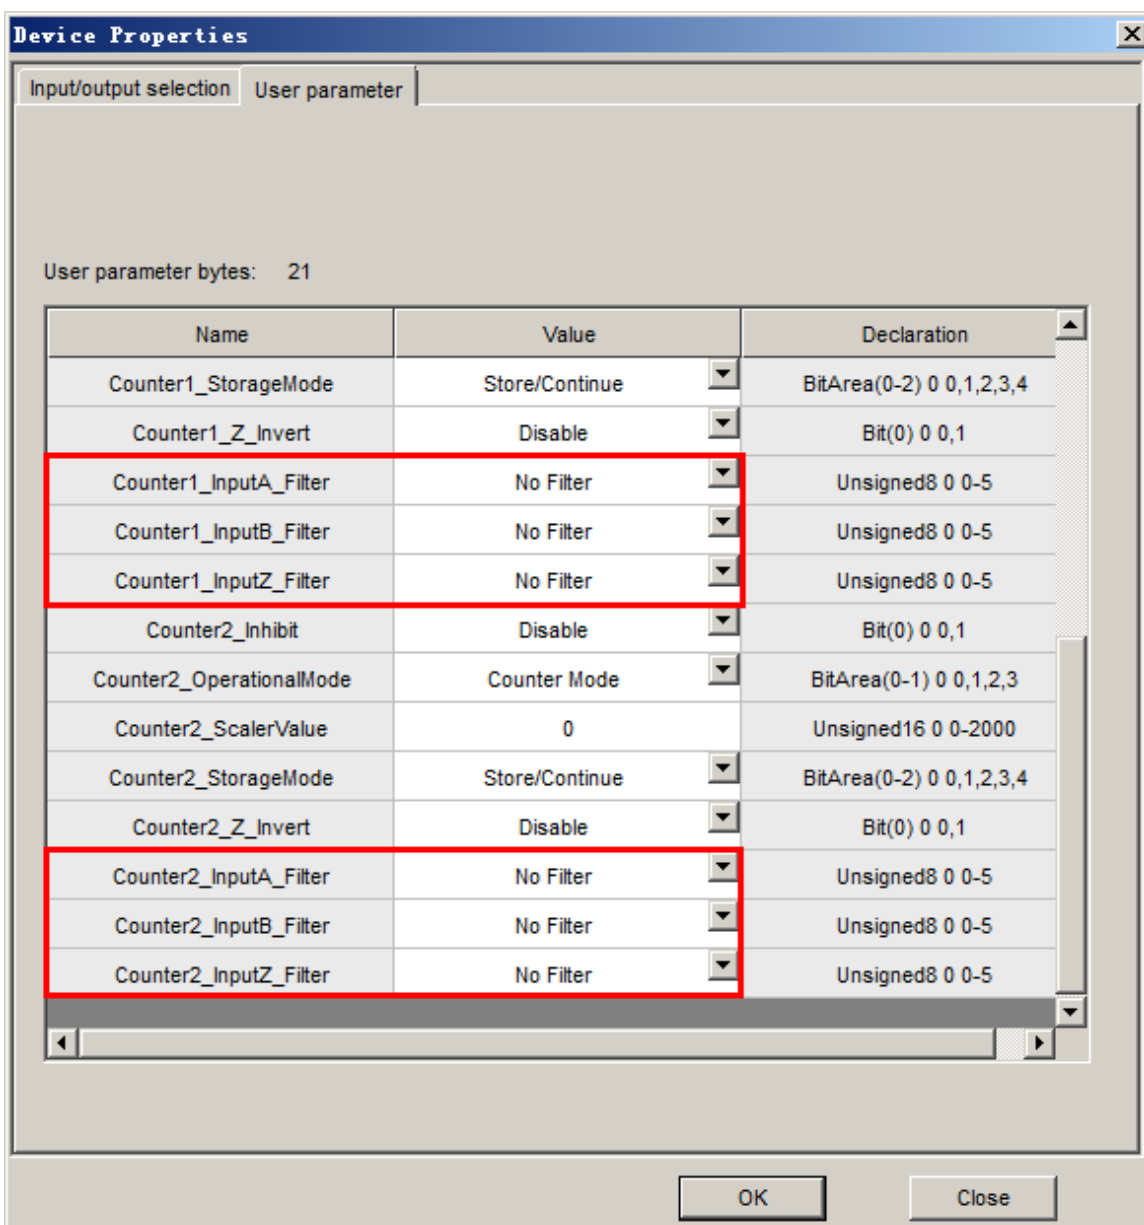 Device Properties
Input/output selection User parameter
User parameter bytes: 21
Name Value Declaration
Counter1_StorageMode Store/Continue BitArea(0-2) 0 0,1,2,3,4
Counter1_Z_Invert Disable Bit(0) 0 0,1
Counter1_InputA_Filter No Filter Unsigned8 0 0-5
Counter1_InputB_Filter No Filter Unsigned8 0 0-5
Counter1_InputZ_Filter No Filter Unsigned8 0 0-5
Counter2_Inhibit Disable Bit(0) 0 0,1
Counter2_OperationalMode Counter Mode BitArea(0-1) 0 0,1,2,3
Counter2_ScalerValue 0 Unsigned16 0 0-2000
Counter2_StorageMode Store/Continue BitArea(0-2) 0 0,1,2,3,4
Counter2_Z_Invert Disable Bit(0) 0 0,1
Counter2_InputA_Filter No Filter Unsigned8 0 0-5
Counter2_InputB_Filter No Filter Unsigned8 0 0-5
Counter2_InputZ_Filter No Filter Unsigned8 0 0-5
OK Close